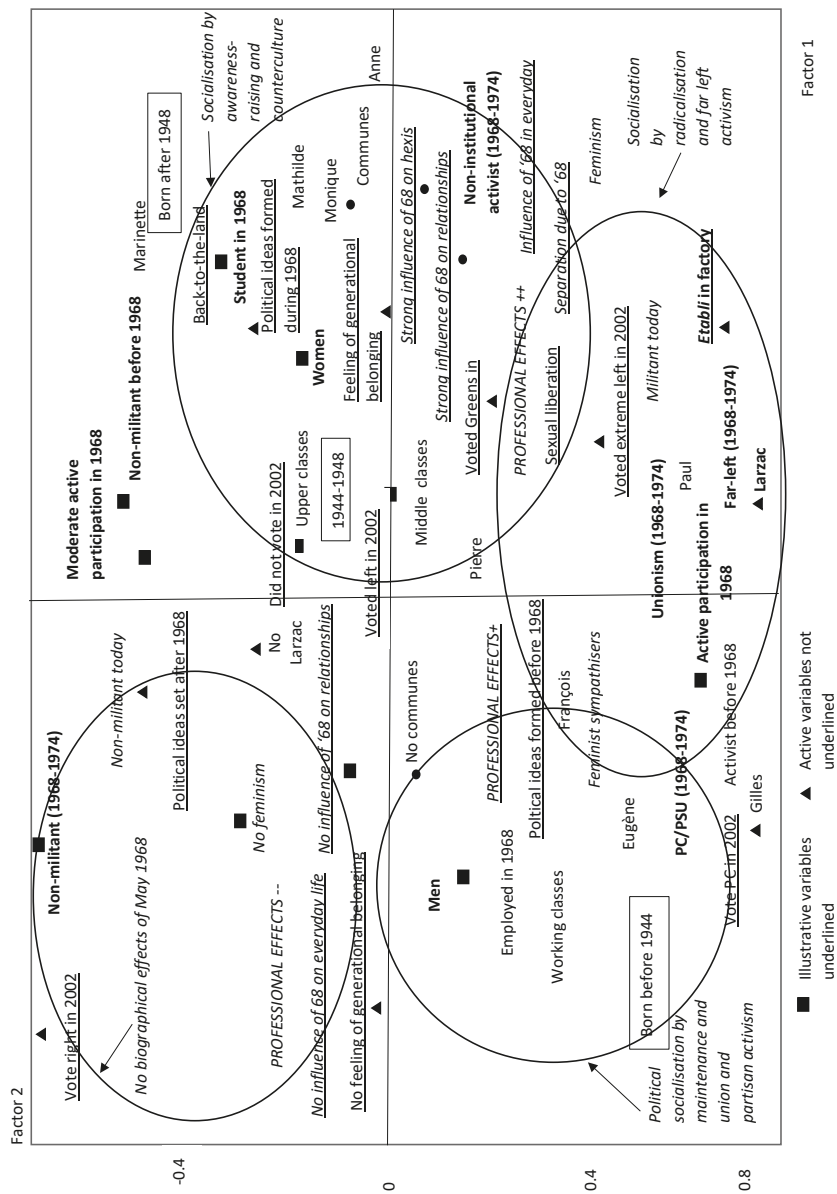 Factor 2
Factor 1
-0.4
0
0.4
0.8
Vote right in 2002
Non-militant (1968-1974)
Moderate active
participation in 1968
Non-militant before 1968
Marinette
Born after 1948
Socialisation by
awareness-
raising and
counterculture
No biographical effects of May 1968
Non-militant today
Political ideas set after 1968
No feminism
PROFESSIONAL EFFECTS --
No influence of 68 on everyday life
No feeling of generational belonging
No influence of ‘68 on relationships
No
Larzac
Did not vote in 2002
Upper classes
1944-1948
Voted left in 2002
Back-to-the-land
Student in 1968
Political ideas formed
during 1968
Women
Feeling of generational
belonging
Mathilde
Monique
Communes
Anne
Middle classes
Pierre
Strong influence of 68 on hexis
Strong influence of 68 on relationships
Voted Greens in
Non-institutional
activist (1968-1974)
PROFESSIONAL EFFECTS ++
Influence of ‘68 in everyday
Sexual liberation
Separation due to ‘68
Feminism
Socialisation
by
radicalisation
and far left
activism
No communes
Men
Employed in 1968
Working classes
PROFESSIONAL EFFECTS+
Poltical ideas formed before 1968
François
Feminist sympathisers
Eugène
PC/PSU (1968-1974)
Born before 1944
Vote PC in 2002
Gilles
Activist before 1968
Political
socialisation by
maintenance and
union and
partisan activism
Voted extreme left in 2002
Militant today
Unionism (1968-1974)
Paul
Active participation in
1968
Far-left (1968-1974)
Larzac
Etabli in factory
Illustrative variables
underlined
Active variables not
underlined